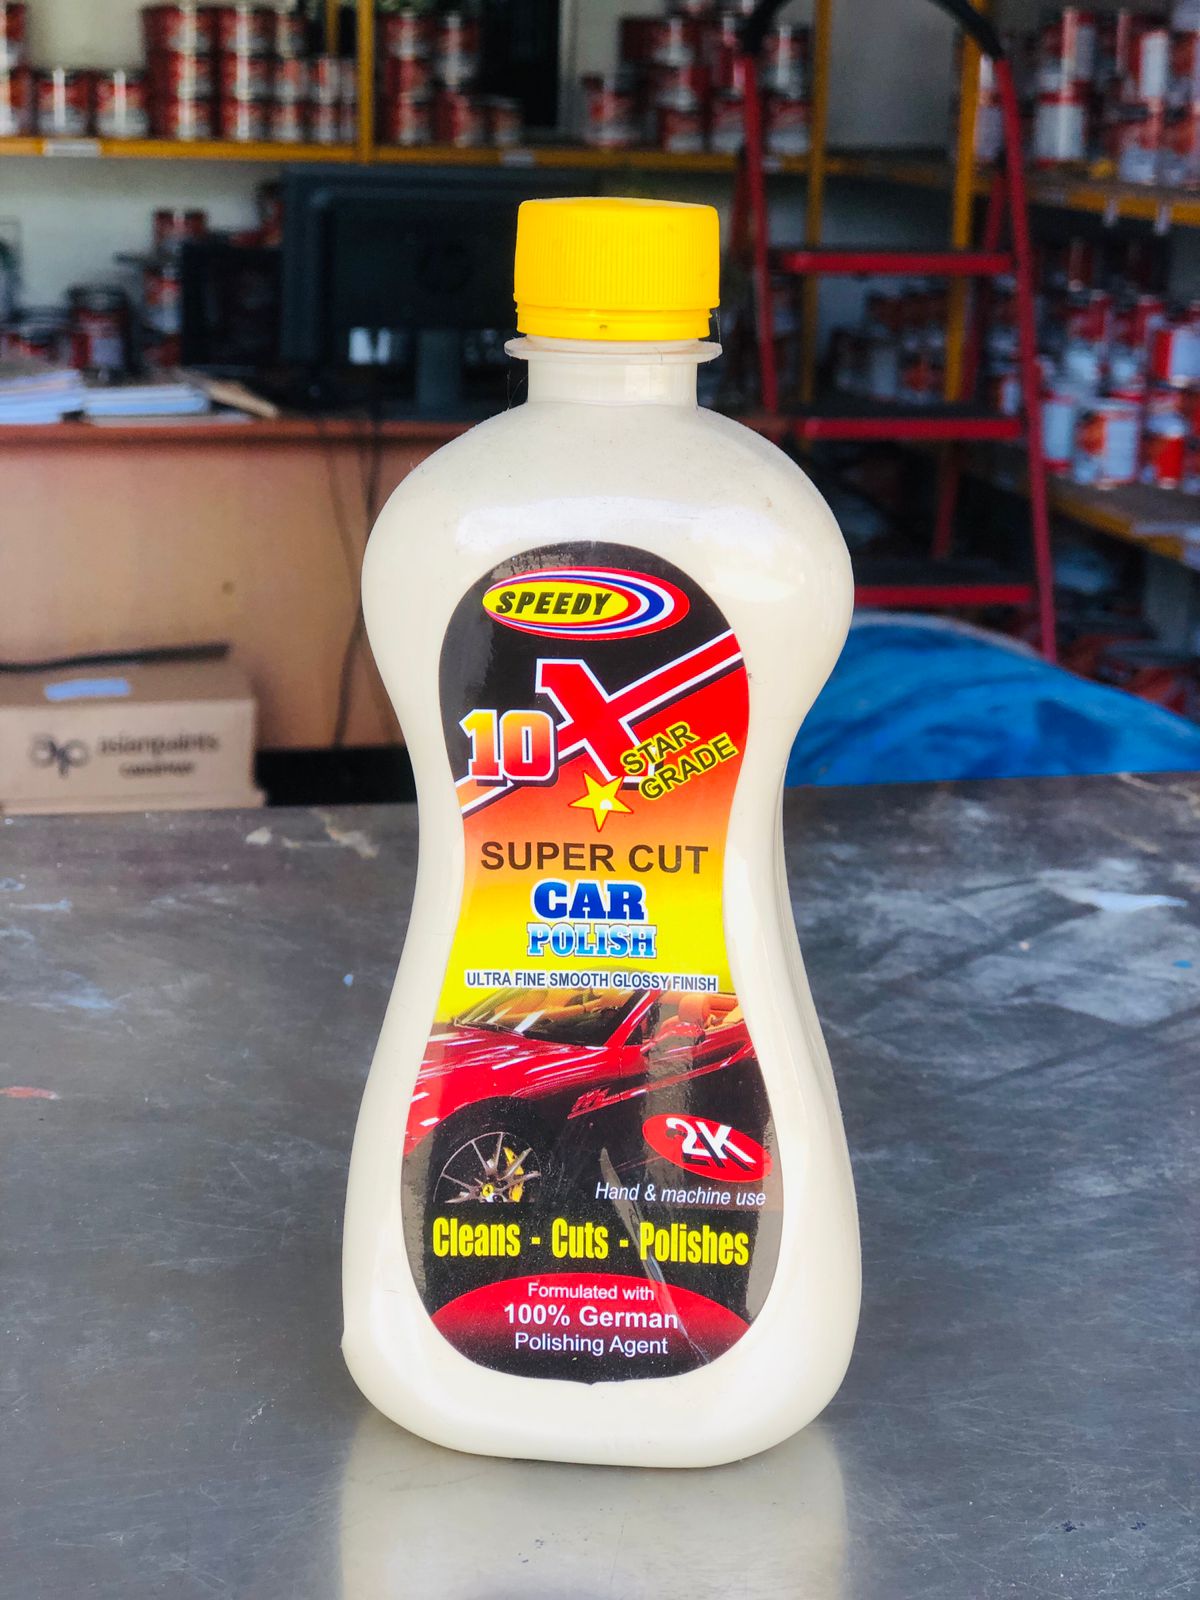 SPEEDY
10X
STAR
GRADE
SUPER CUT
CAR
POLISH
ULTRA FINE SMOOTH GLOSSY FINISH
2K
Hand & machine use
Cleans - Cuts - Polishes
Formulated with
100% German
Polishing Agent
ap asianpaints